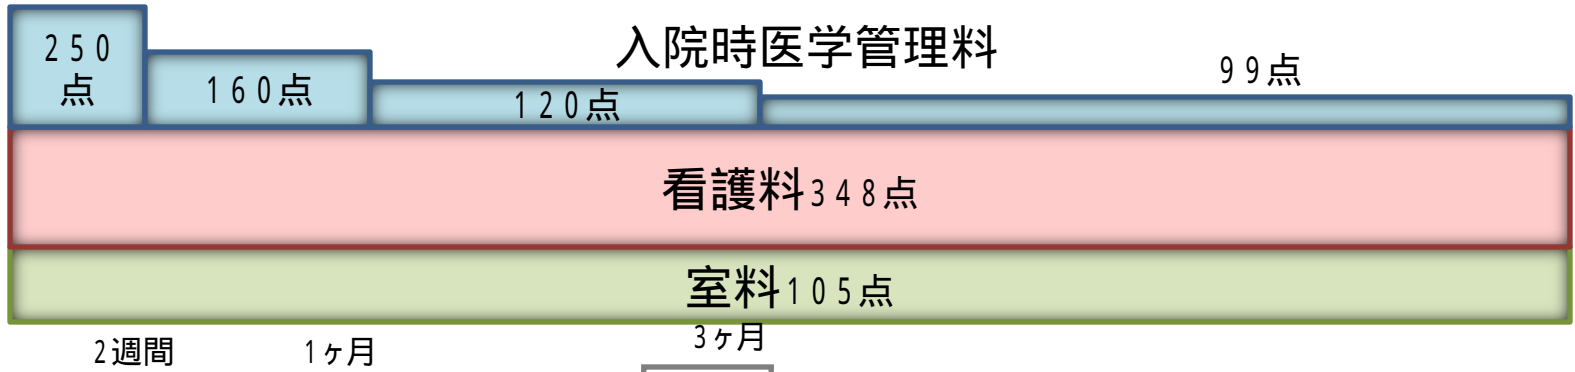 入院時医学管理料
250
点
160点
120点
99点
看護料348点
室料105点
2週間
1ヶ月
3ヶ月